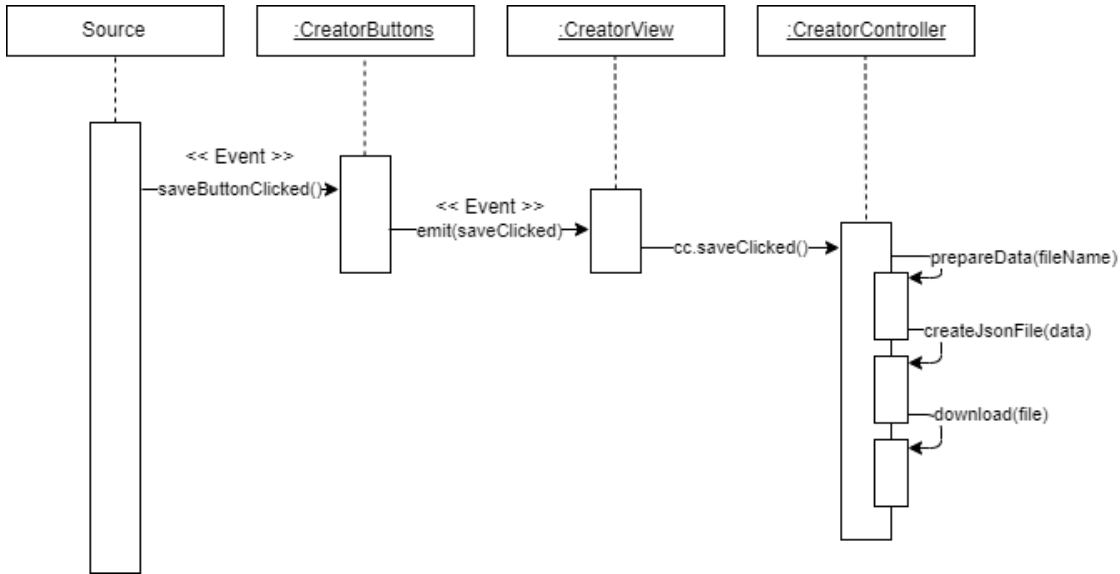 Source
:CreatorButtons
:CreatorView
:CreatorController
<< Event >>
saveButtonClicked()
<< Event >>
emit(saveClicked)
cc.saveClicked()
prepareData(fileName)
createJsonFile(data)
download(file)